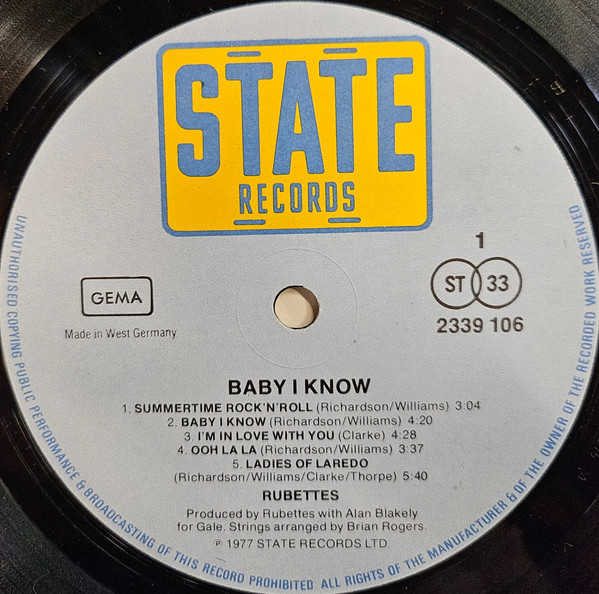 STATE
RECORDS
1
ST 33
2339 106
GEMA
Made in West Germany
BABY I KNOW
1. SUMMERTIME ROCK'N'ROLL (Richardson/Williams) 3:04
2. BABY I KNOW (Richardson/Williams) 4:20
3. I'M IN LOVE WITH YOU (Clarke) 4:28
4. OOH LA LA (Richardson/Williams) 3:37
5. LADIES OF LAREDO
(Richardson/Williams/Clarke/Thorpe) 5:40
RUBETTES
Produced by Rubettes with Alan Blakely
for Gale. Strings arranged by Brian Rogers.
℗ 1977 STATE RECORDS LTD.
UNAUTHORISED COPYING PUBLIC PERFORMANCE & BROADCASTING OF THIS RECORD PROHIBITED ALL RIGHTS OF THE MANUFACTURER & OF THE OWNER OF THE RECORDED WORK RESERVED